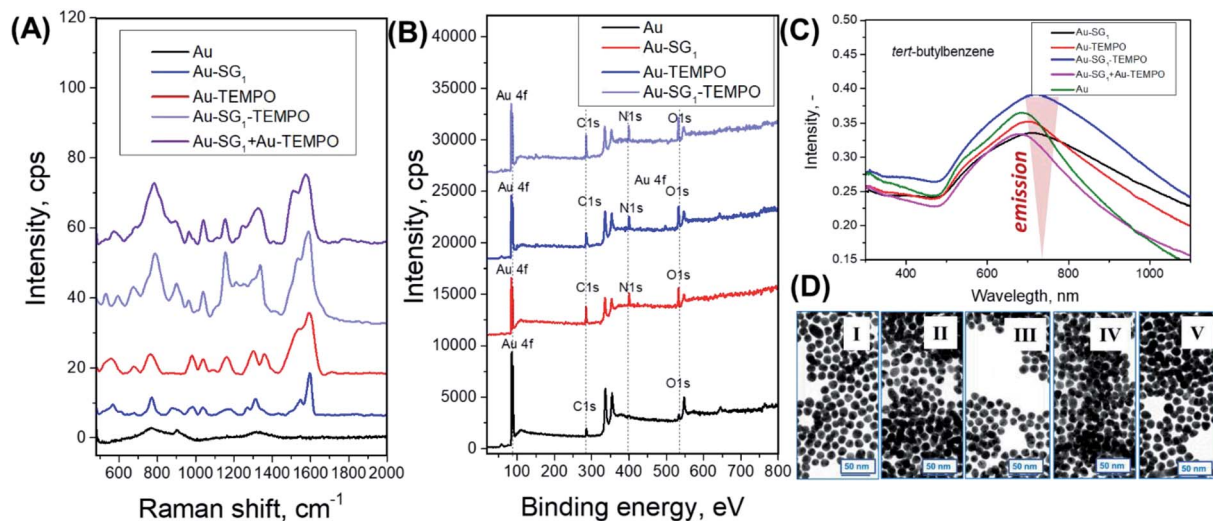 (A)
120
100
80
60
40
20
0
Intensity, cps
Au
Au-SG1
Au-TEMPO
Au-SG1-TEMPO
Au-SG1+Au-TEMPO
600 800 1000 1200 1400 1600 1800 2000
Raman shift, cm-1
(B)
35000
30000
25000
20000
15000
10000
5000
0
Intensity, cps
Au
Au-SG1
Au-TEMPO
Au-SG1-TEMPO
Au 4f
C1s
N1s
O1s
Au 4f
C1s
N1s
Au 4f
O1s
Au 4f
C1s
N1s
O1s
Au 4f
C1s
O1s
100 200 300 400 500 600 700 800
Binding energy, eV
(C)
0.50
0.45
0.40
0.35
0.30
0.25
0.20
0.15
Intensity, -
tert-butylbenzene
Au-SG1
Au-TEMPO
Au-SG1-TEMPO
Au-SG1+Au-TEMPO
Au
emission
400 600 800 1000
Wavelegth, nm
(D)
I
II
III
IV
V
50 nm
50 nm
50 nm
50 nm
50 nm